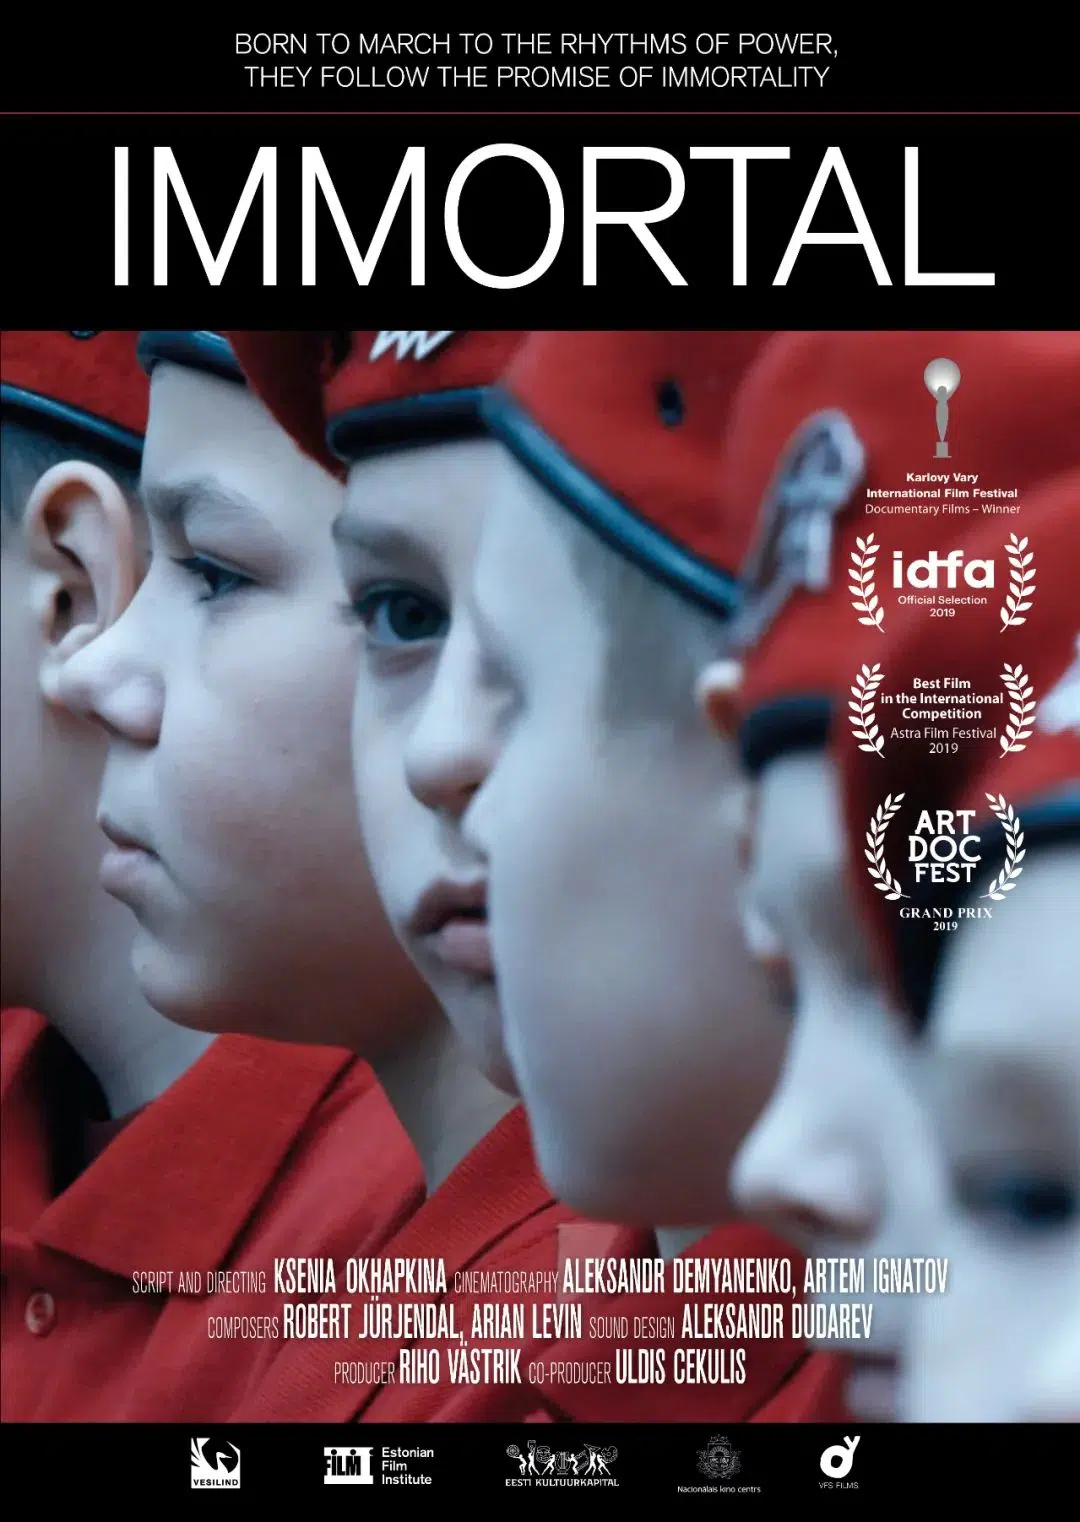 BORN TO MARCH TO THE RHYTHMS OF POWER,
THEY FOLLOW THE PROMISE OF IMMORTALITY
IMMORTAL
Karlovy Vary
International Film Festival
Documentary Films – Winner
idfa
Official Selection
2019
Best Film
in the International
Competition
Astra Film Festival
2019
ART
DOC
FEST
GRAND PRIX
2019
SCRIPT AND DIRECTING KSENIA OKHAPKINA CINEMATOGRAPHY ALEKSANDR DEMYANENKO, ARTEM IGNATOV
COMPOSERS ROBERT JÜRJENDAL, ARIAN LEVIN SOUND DESIGN ALEKSANDR DUDAREV
PRODUCER RIHO VÄSTRIK CO-PRODUCER ULDIS CEKULIS
VESILIND
FILM
Estonian
Film
Institute
EESTI KULTUURKAPITAL
Nacionālais kino centrs
VFS FILMS